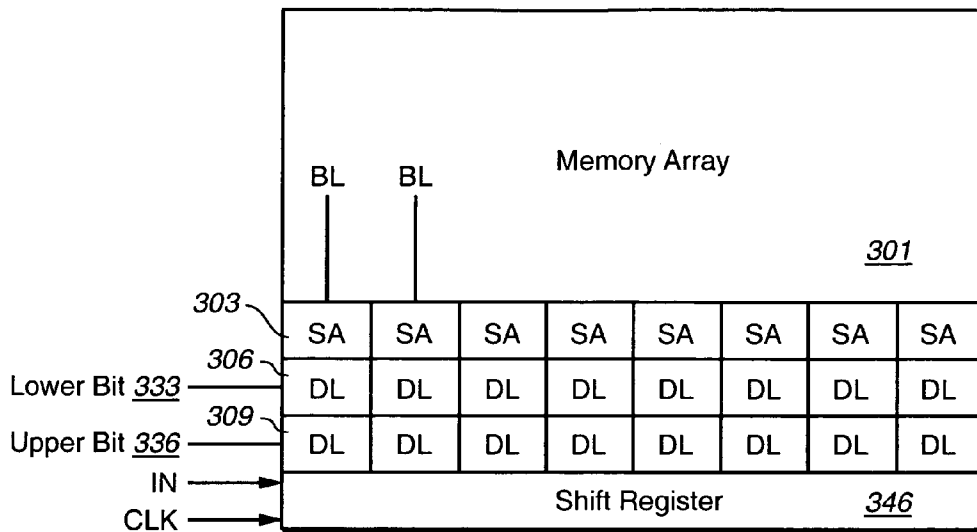 Memory Array
BL BL
301
303
SA SA SA SA SA SA SA SA
306
Lower Bit 333
DL DL DL DL DL DL DL DL
309
Upper Bit 336
DL DL DL DL DL DL DL DL
IN
Shift Register 346
CLK